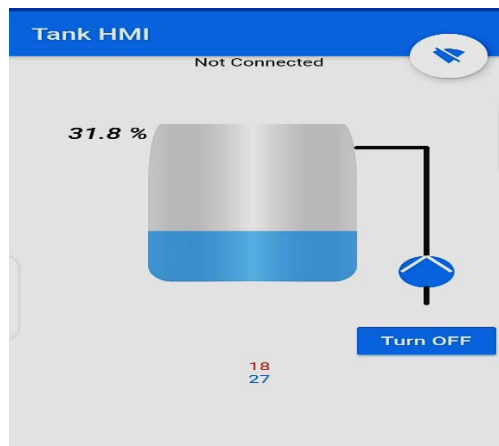 Tank HMI
Not Connected
31.8 %
Turn OFF
18
27